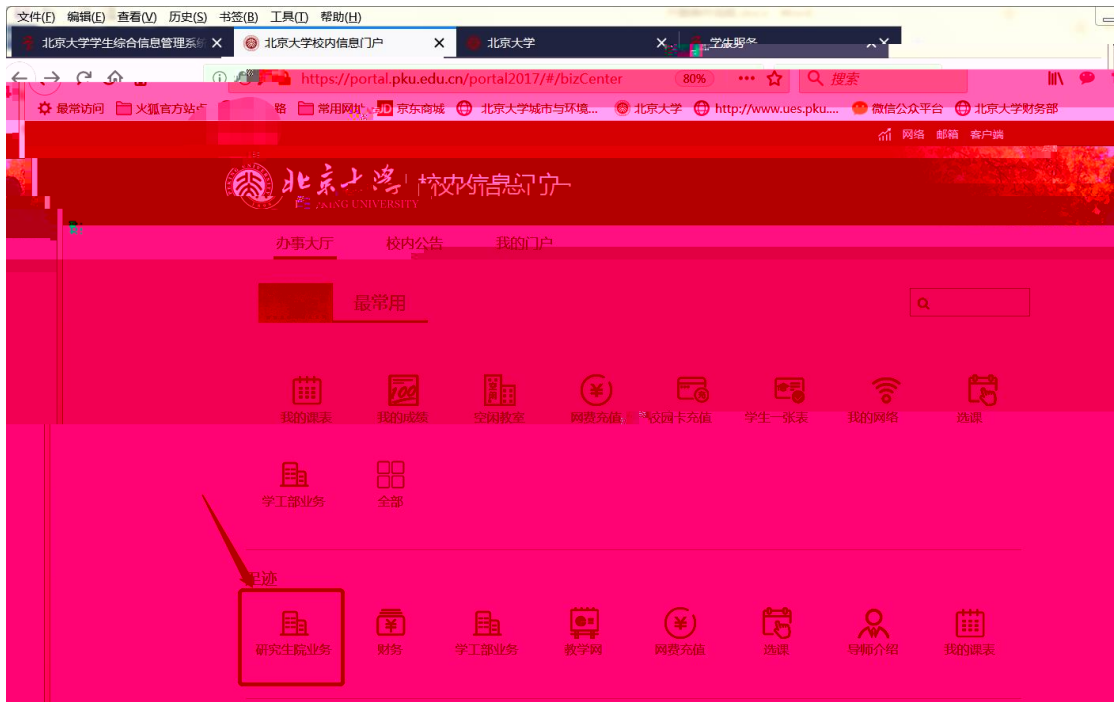 文件(F) 编辑(E) 查看(V) 历史(S) 书签(B) 工具(T) 帮助(H)
北京大学学生综合信息管理系统 北京大学校内信息门户 北京大学
https://portal.pku.edu.cn/portal2017/#/bizCenter 80% 搜索
最常访问 火狐官方站点 常用网址 JD 京东商城 北京大学城市与环境... 北京大学 http://www.ues.pku.... 微信公众平台 北京大学财务部
网络 邮箱 客户端
北京大学 校内信息门户
UNIVERSITY
办事大厅 校内公告 我的门户
最常用
我的课表 我的成绩 空闲教室 网费充值 校园卡充值 学生一张表 我的网络 选课
学工部业务 全部
足迹
研究生院业务 财务 学工部业务 教学网 网费充值 选课 导师介绍 我的课表